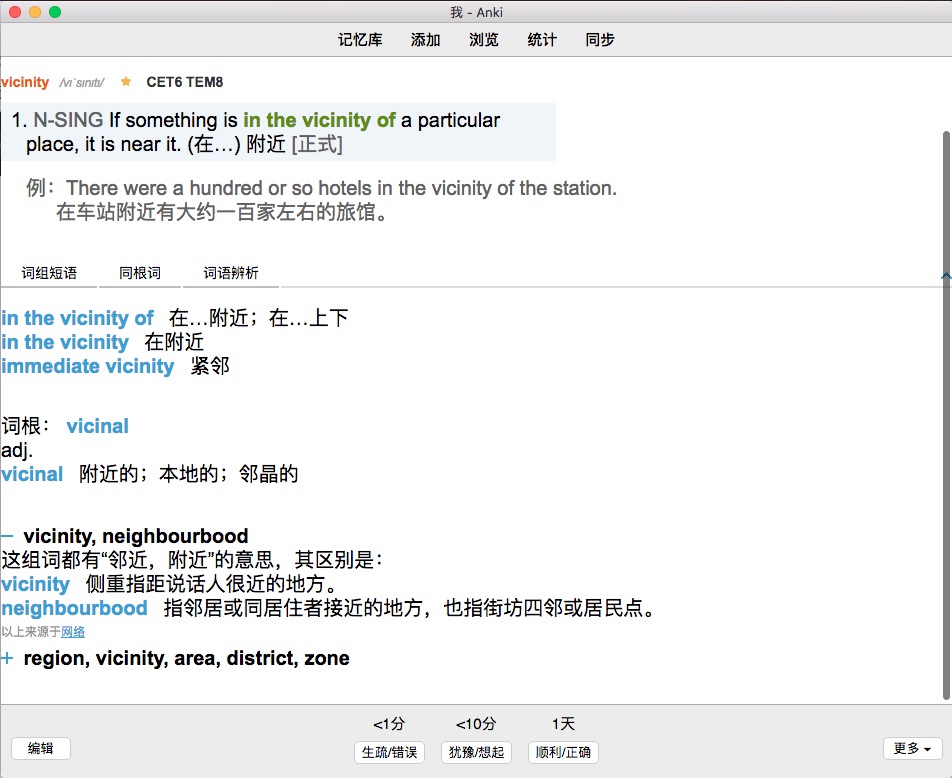 我 - Anki
记忆库 添加 浏览 统计 同步
vicinity /vɪˈsɪnɪti/ CET6 TEM8
1. N-SING If something is in the vicinity of a particular
place, it is near it. (在…) 附近 [正式]
例：There were a hundred or so hotels in the vicinity of the station.
在车站附近有大约一百家左右的旅馆。
词组短语 同根词 词语辨析
in the vicinity of 在…附近；在…上下
in the vicinity 在附近
immediate vicinity 紧邻
词根： vicinal
adj.
vicinal 附近的；本地的；邻晶的
– vicinity, neighbourbood
这组词都有“邻近，附近”的意思，其区别是：
vicinity 侧重指距说话人很近的地方。
neighbourbood 指邻居或同居住者接近的地方，也指街坊四邻或居民点。
以上来源于网络
+ region, vicinity, area, district, zone
<1分 <10分 1天
编辑 生疏/错误 犹豫/想起 顺利/正确 更多